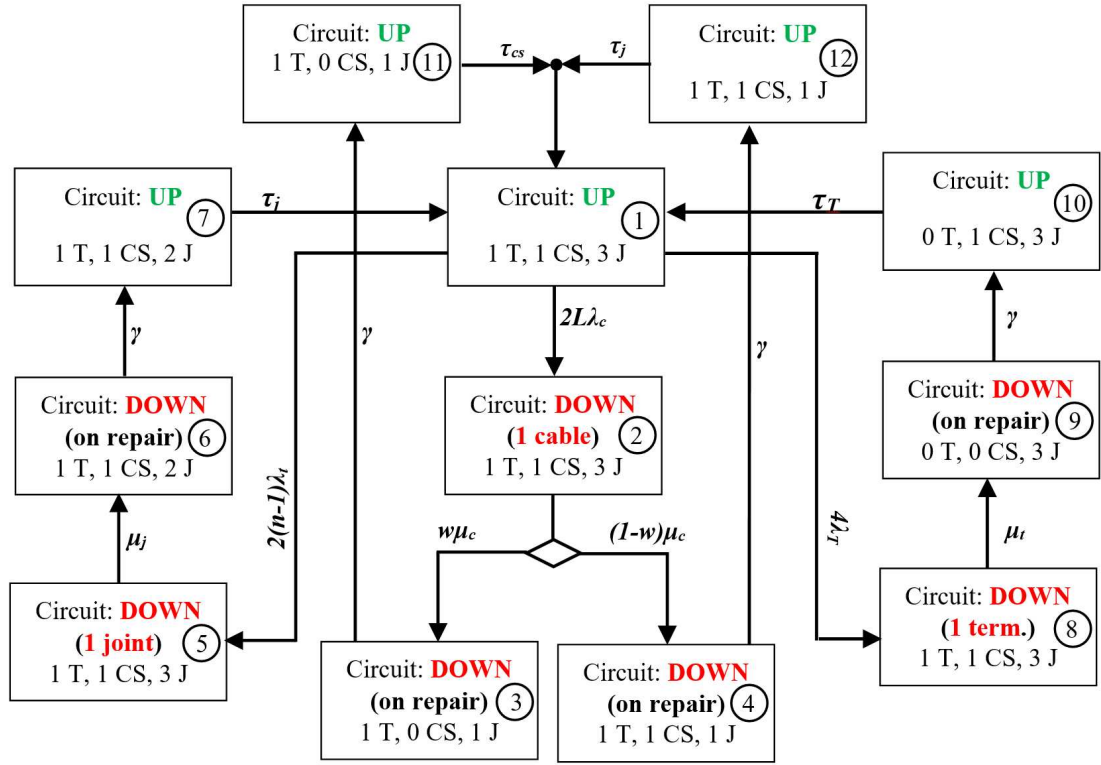 Circuit: UP
1 T, 0 CS, 1 J
11
τcs
τj
Circuit: UP
12
1 T, 1 CS, 1 J
Circuit: UP
7
1 T, 1 CS, 2 J
τj
Circuit: UP
1
1 T, 1 CS, 3 J
τT
Circuit: UP
10
0 T, 1 CS, 3 J
γ
γ
2Lλc
γ
γ
Circuit: DOWN
(on repair)
6
1 T, 1 CS, 2 J
Circuit: DOWN
(1 cable)
2
1 T, 1 CS, 3 J
Circuit: DOWN
(on repair)
9
0 T, 0 CS, 3 J
μj
2(n-1)λt
wμc
(1-w)μc
4λT
μt
Circuit: DOWN
(1 joint)
5
1 T, 1 CS, 3 J
Circuit: DOWN
(1 term.)
8
1 T, 1 CS, 3 J
Circuit: DOWN
(on repair)
3
1 T, 0 CS, 1 J
Circuit: DOWN
(on repair)
4
1 T, 1 CS, 1 J